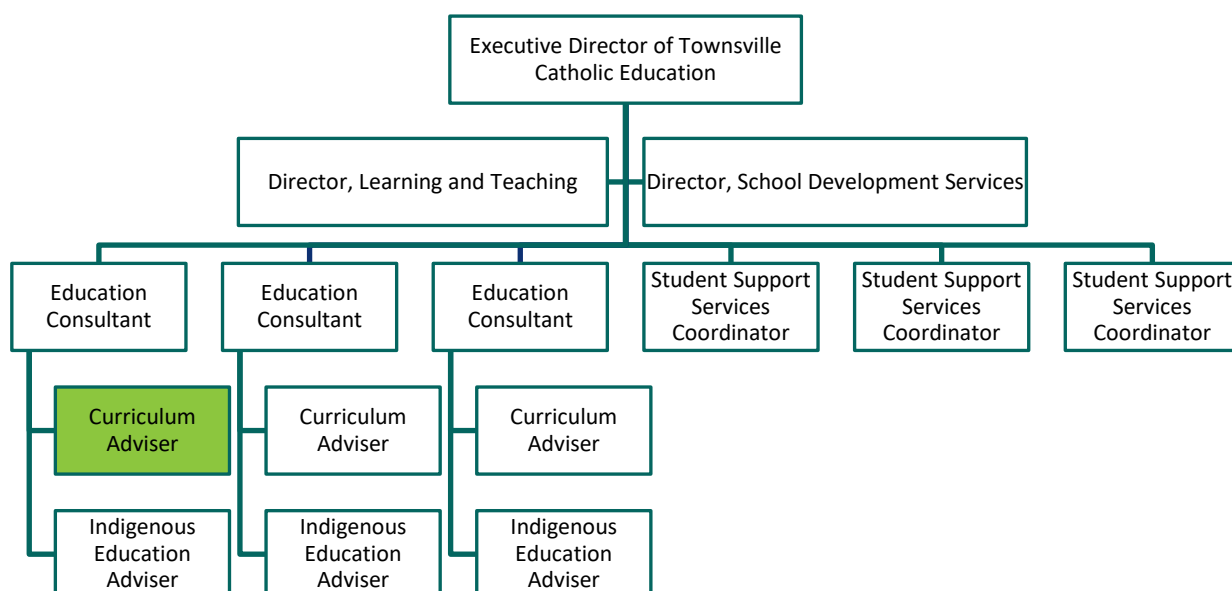 Executive Director of Townsville
Catholic Education
Director, Learning and Teaching
Director, School Development Services
Education
Consultant
Education
Consultant
Education
Consultant
Student Support
Services
Coordinator
Student Support
Services
Coordinator
Student Support
Services
Coordinator
Curriculum
Adviser
Curriculum
Adviser
Curriculum
Adviser
Indigenous
Education
Adviser
Indigenous
Education
Adviser
Indigenous
Education
Adviser